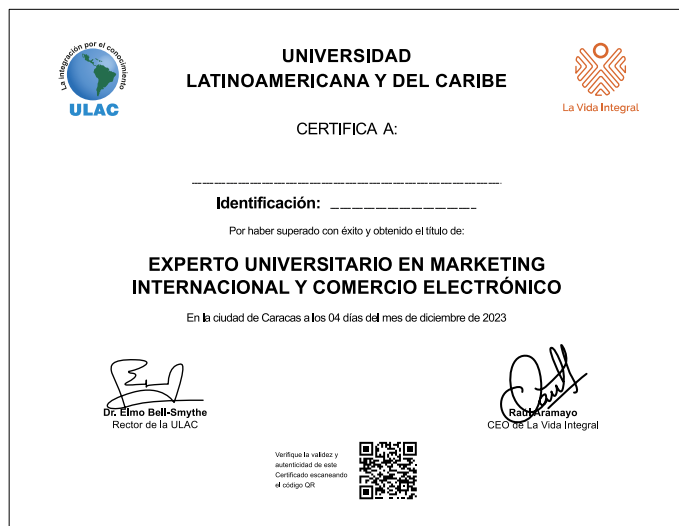 La integración por el conocimiento
ULAC
UNIVERSIDAD
LATINOAMERICANA Y DEL CARIBE
La Vida Integral
CERTIFICA A:
Identificación:
Por haber superado con éxito y obtenido el título de:
EXPERTO UNIVERSITARIO EN MARKETING
INTERNACIONAL Y COMERCIO ELECTRÓNICO
En la ciudad de Caracas a los 04 días del mes de diciembre de 2023
Dr. Elmo Bell-Smythe
Rector de la ULAC
Raúl Aramayo
CEO de La Vida Integral
Verifique la validez y
autenticidad de este
Certificado escaneando
el código QR